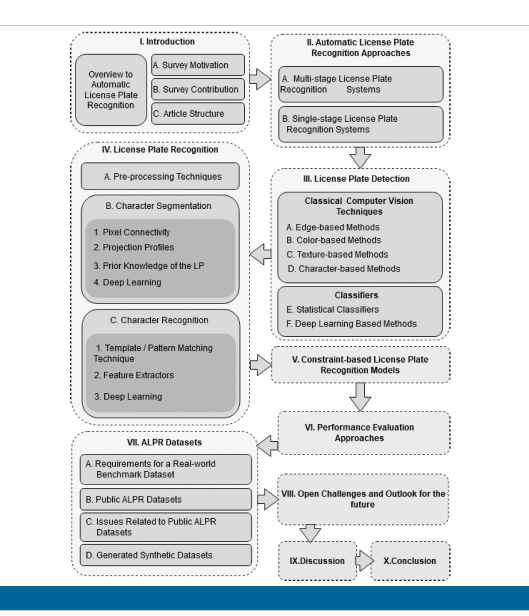 I. Introduction
Overview to
Automatic
License Plate
Recognition
A. Survey Motivation
B. Survey Contribution
C. Article Structure
II. Automatic License Plate
Recognition Approaches
A. Multi-stage License Plate
Recognition Systems
B. Single-stage License Plate
Recognition Systems
III. License Plate Detection
Classical Computer Vision
Techniques
A. Edge-based Methods
B. Color-based Methods
C. Texture-based Methods
D. Character-based Methods
Classifiers
E. Statistical Classifiers
F. Deep Learning Based Methods
IV. License Plate Recognition
A. Pre-processing Techniques
B. Character Segmentation
1. Pixel Connectivity
2. Projection Profiles
3. Prior Knowledge of the LP
4. Deep Learning
C. Character Recognition
1. Template / Pattern Matching
Technique
2. Feature Extractors
3. Deep Learning
V. Constraint-based License Plate
Recognition Models
VI. Performance Evaluation
Approaches
VII. ALPR Datasets
A. Requirements for a Real-world
Benchmark Dataset
B. Public ALPR Datasets
C. Issues Related to Public ALPR
Datasets
D. Generated Synthetic Datasets
VIII. Open Challenges and Outlook for the
future
IX.Discussion
X.Conclusion